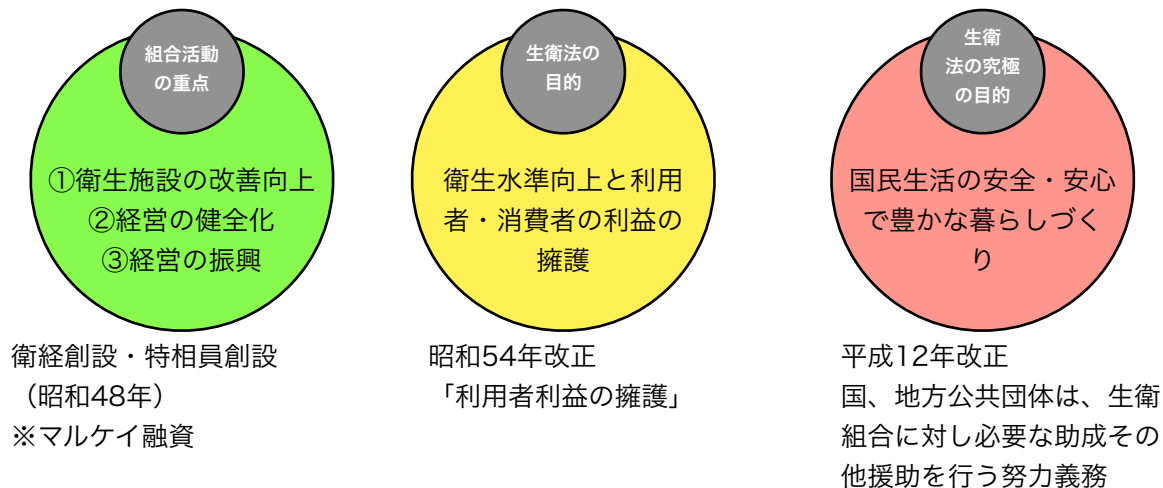 組合活動
の重点
①衛生施設の改善向上
②経営の健全化
③経営の振興
衛経創設・特相員創設
（昭和48年）
※マルケイ融資
生衛法の
目的
衛生水準向上と利用
者・消費者の利益の
擁護
昭和54年改正
「利用者利益の擁護」
生衛
法の究極
の目的
国民生活の安全・安心
で豊かな暮らしづく
り
平成12年改正
国、地方公共団体は、生衛
組合に対し必要な助成その
他援助を行う努力義務